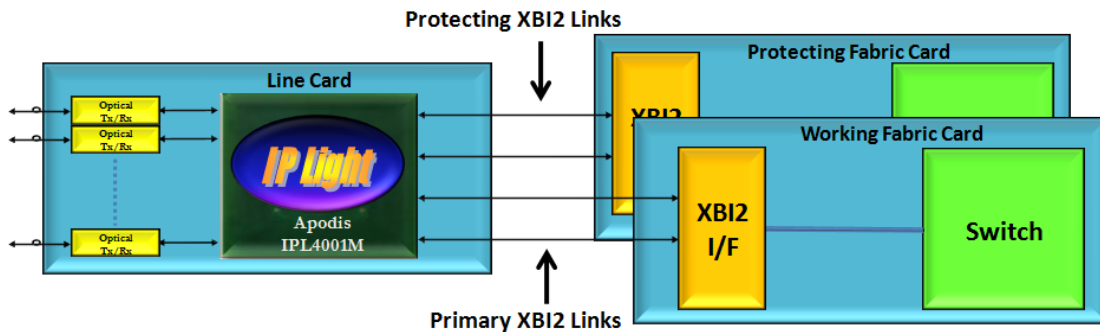 Protecting XBI2 Links
Protecting Fabric Card
Line Card
Optical
Tx/Rx
Optical
Tx/Rx
Optical
Tx/Rx
IP Light
Apodis
IPL4001M
XBI2
Working Fabric Card
XBI2
I/F
Switch
Primary XBI2 Links